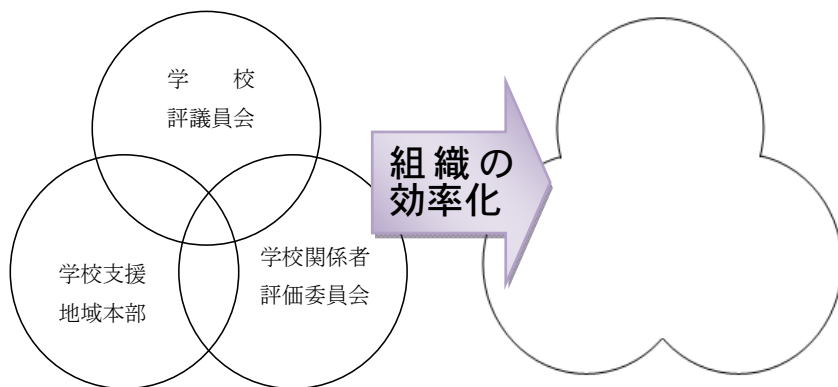 学　　校
評議員会
組織の
効率化
学校支援
地域本部
学校関係者
評価委員会